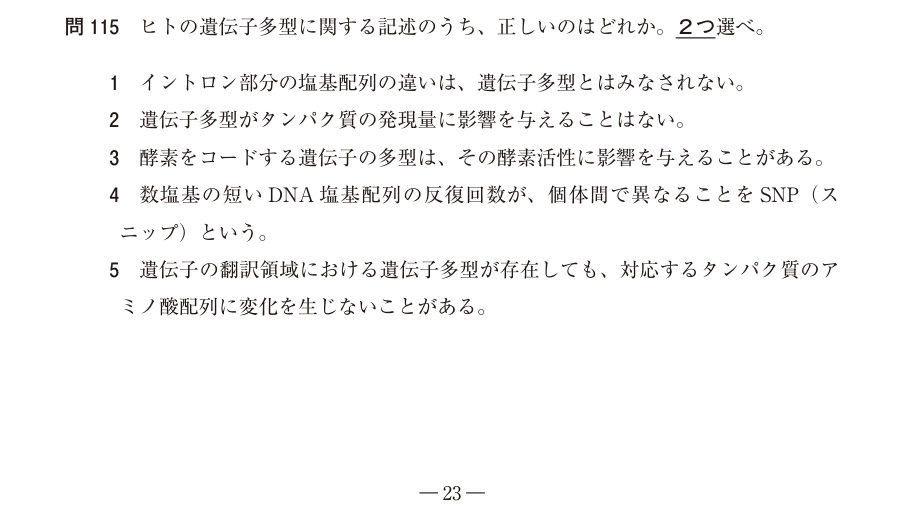 問 115　ヒトの遺伝子多型に関する記述のうち、正しいのはどれか。２つ選べ。
1　イントロン部分の塩基配列の違いは、遺伝子多型とはみなされない。
2　遺伝子多型がタンパク質の発現量に影響を与えることはない。
3　酵素をコードする遺伝子の多型は、その酵素活性に影響を与えることがある。
4　数塩基の短い DNA 塩基配列の反復回数が、個体間で異なることを SNP（ス
ニップ）という。
5　遺伝子の翻訳領域における遺伝子多型が存在しても、対応するタンパク質のア
ミノ酸配列に変化を生じないことがある。
— 23 —